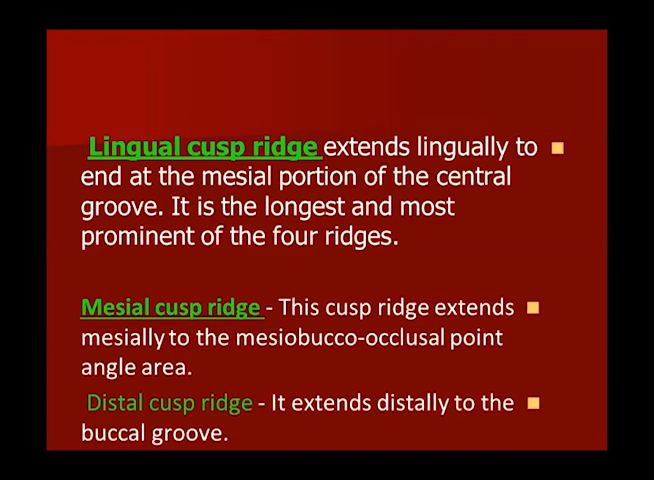 Lingual cusp ridge extends lingually to
end at the mesial portion of the central
groove. It is the longest and most
prominent of the four ridges.
Mesial cusp ridge - This cusp ridge extends
mesially to the mesiobucco-occlusal point
angle area.
Distal cusp ridge - It extends distally to the
buccal groove.